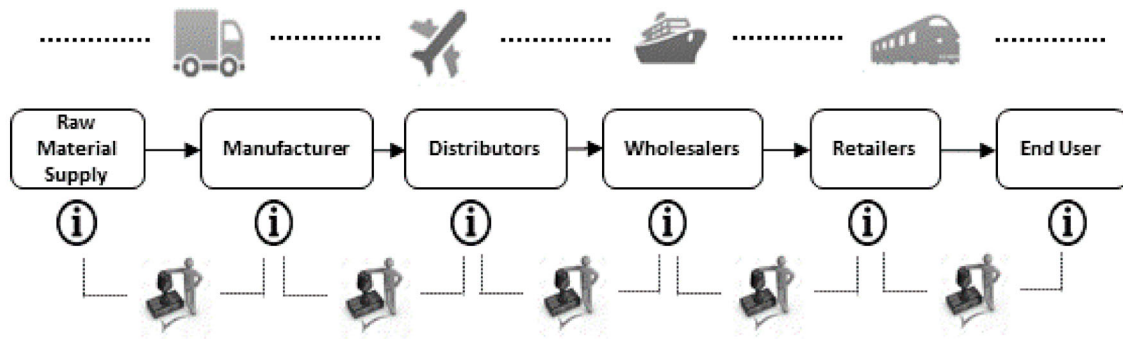 Raw
Material
Supply
Manufacturer
Distributors
Wholesalers
Retailers
End User
i
i
i
i
i
i